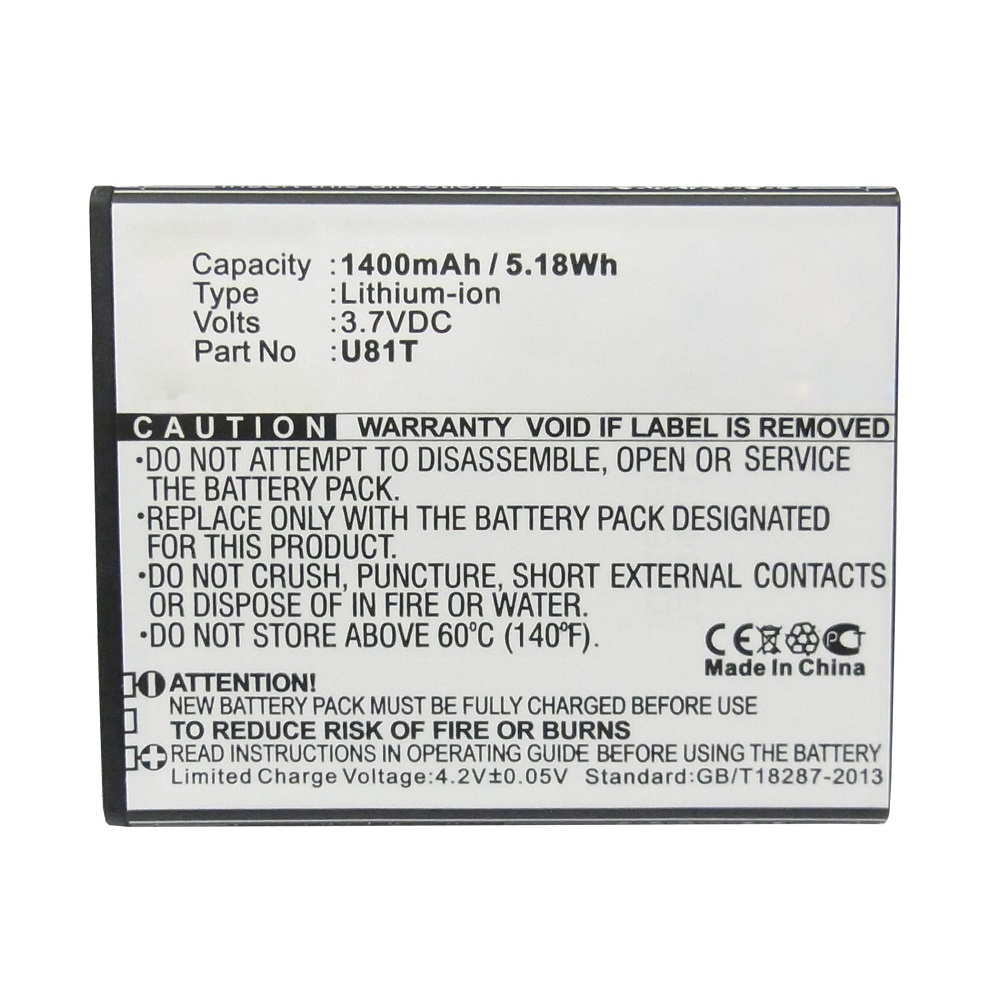 Capacity : 1400mAh / 5.18Wh
Type : Lithium-ion
Volts : 3.7VDC
Part No : U81T
CAUTION WARRANTY VOID IF LABEL IS REMOVED
•DO NOT ATTEMPT TO DISASSEMBLE, OPEN OR SERVICE
THE BATTERY PACK.
•REPLACE ONLY WITH THE BATTERY PACK DESIGNATED
FOR THIS PRODUCT.
•DO NOT CRUSH, PUNCTURE, SHORT EXTERNAL CONTACTS
OR DISPOSE OF IN FIRE OR WATER.
•DO NOT STORE ABOVE 60°C (140°F).
CE PCT
Made In China
ATTENTION!
NEW BATTERY PACK MUST BE FULLY CHARGED BEFORE USE
TO REDUCE RISK OF FIRE OR BURNS
READ INSTRUCTIONS IN OPERATING GUIDE BEFORE USING THE BATTERY
Limited Charge Voltage:4.2V±0.05V Standard:GB/T18287-2013